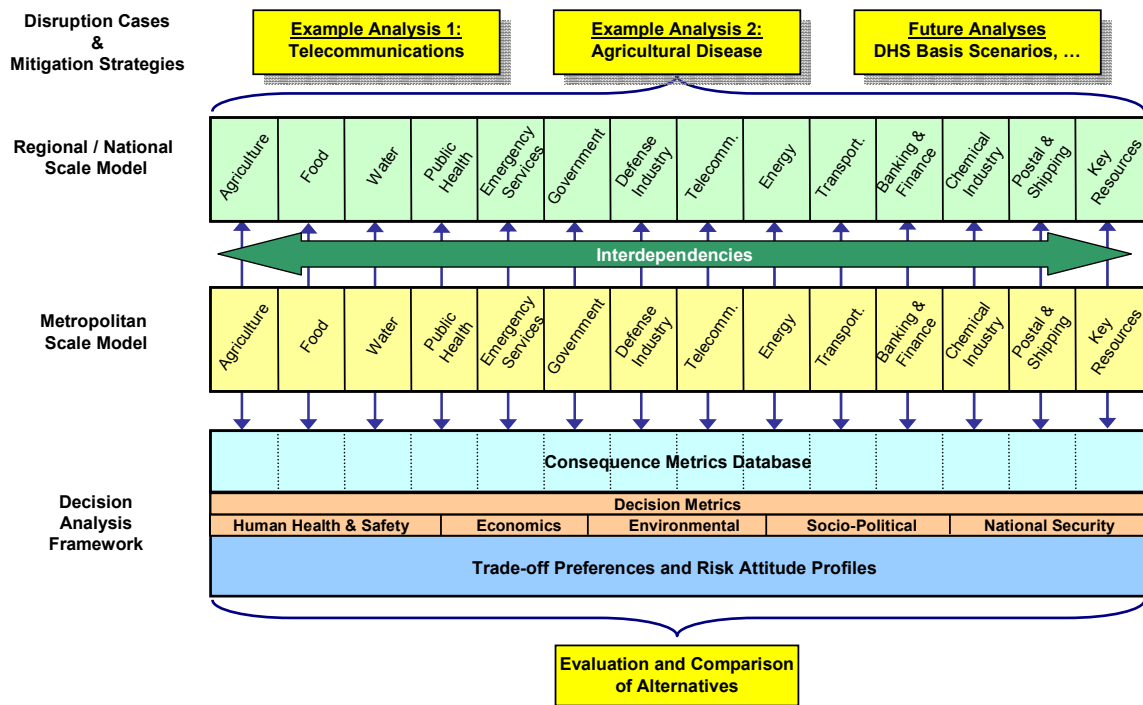 Disruption Cases
&
Mitigation Strategies
Example Analysis 1:
Telecommunications
Example Analysis 2:
Agricultural Disease
Future Analyses
DHS Basis Scenarios, …
Regional / National
Scale Model
Agriculture
Food
Water
Public
Health
Emergency
Services
Government
Defense
Industry
Telecomm.
Energy
Transport.
Banking &
Finance
Chemical
Industry
Postal &
Shipping
Key
Resources
Interdependencies
Metropolitan
Scale Model
Agriculture
Food
Water
Public
Health
Emergency
Services
Government
Defense
Industry
Telecomm.
Energy
Transport.
Banking &
Finance
Chemical
Industry
Postal &
Shipping
Key
Resources
Decision
Analysis
Framework
Consequence Metrics Database
Decision Metrics
Human Health & Safety
Economics
Environmental
Socio-Political
National Security
Trade-off Preferences and Risk Attitude Profiles
Evaluation and Comparison
of Alternatives